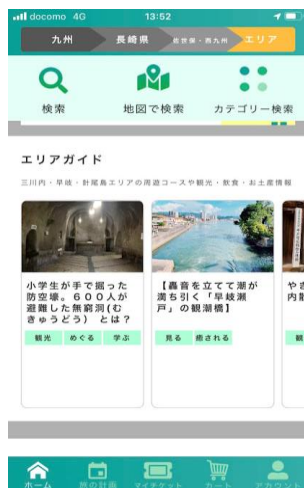 docomo 4G 13:52
九州 長崎県 佐世保・西九州 エリア
検索 地図で検索 カテゴリー検索
エリアガイド
三川内・早岐・針尾島エリアの周遊コースや観光・飲食・お土産情報
小学生が手で掘った
防空壕。600人が
避難した無窮洞(む
きゅうどう) とは?
観光 めぐる 学ぶ
【轟音を立てて潮が
満ち引く「早岐瀬
戸」の観潮橋】
見る 癒される
やき
内散
観
ホーム 旅の計画 マイチケット カート アカウント